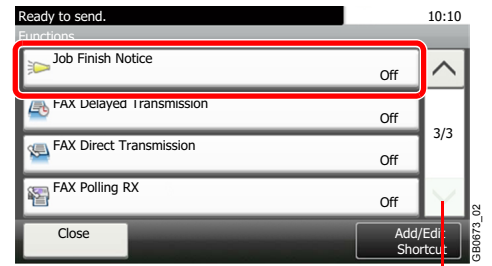 Ready to send. 10:10
Functions
Job Finish Notice
Off
FAX Delayed Transmission
Off
3/3
FAX Direct Transmission
Off
FAX Polling RX
Off
Close
Add/Edit
Shortcut
GB0673_02